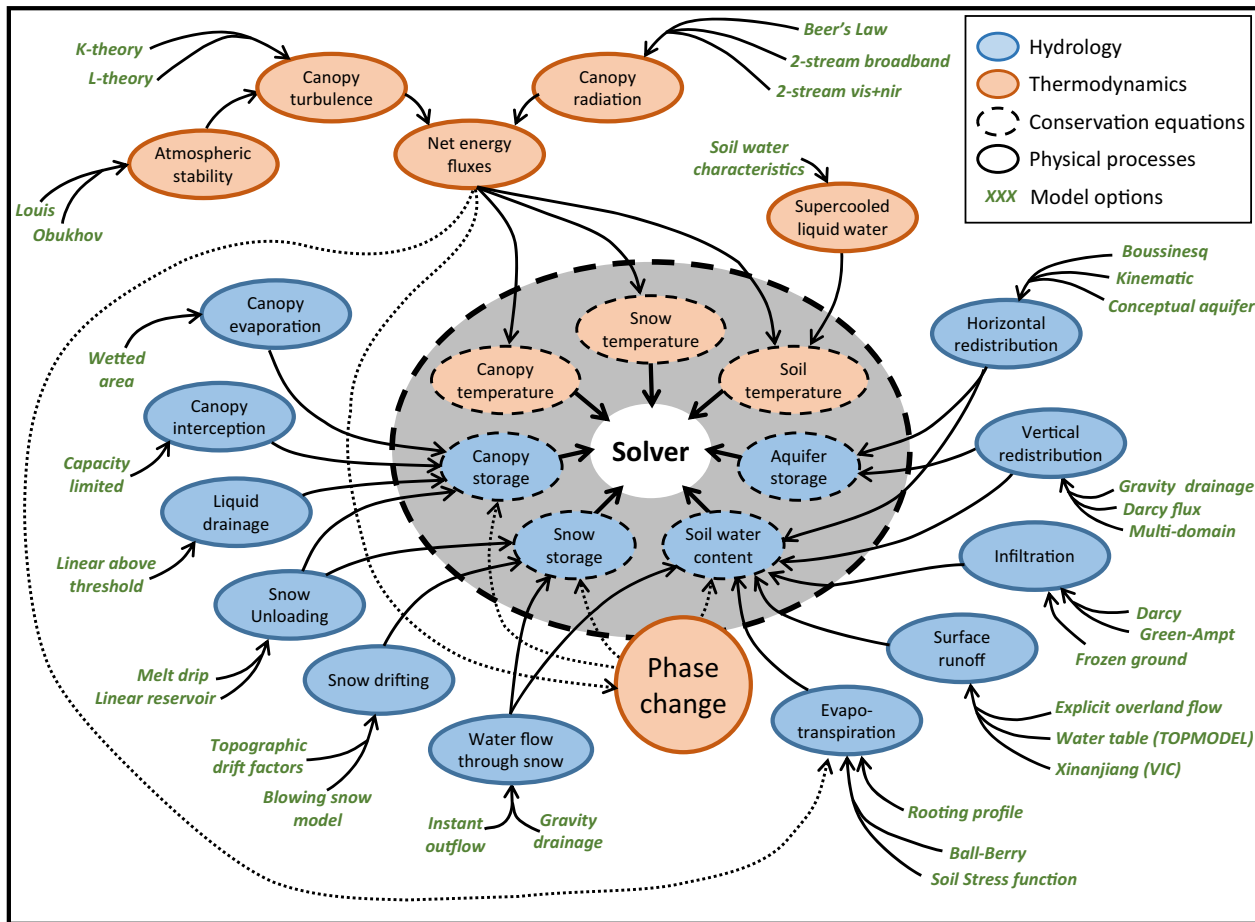 K-theory
L-theory
Canopy
turbulence
Canopy
radiation
Beer's Law
2-stream broadband
2-stream vis+nir
Hydrology
Thermodynamics
Conservation equations
Physical processes
XXX Model options
Atmospheric
stability
Net energy
fluxes
Soil water
characteristics
Supercooled
liquid water
Louis
Obukhov
Boussinesq
Kinematic
Conceptual aquifer
Canopy
evaporation
Wetted
area
Snow
temperature
Horizontal
redistribution
Canopy
temperature
Soil
temperature
Canopy
interception
Capacity
limited
Solver
Canopy
storage
Aquifer
storage
Vertical
redistribution
Gravity drainage
Darcy flux
Multi-domain
Liquid
drainage
Linear above
threshold
Snow
storage
Soil water
content
Infiltration
Darcy
Green-Ampt
Frozen ground
Snow
Unloading
Melt drip
Linear reservoir
Snow drifting
Topographic
drift factors
Blowing snow
model
Phase
change
Surface
runoff
Explicit overland flow
Water table (TOPMODEL)
Xinanjiang (VIC)
Water flow
through snow
Instant
outflow
Gravity
drainage
Evapo-
transpiration
Rooting profile
Ball-Berry
Soil Stress function